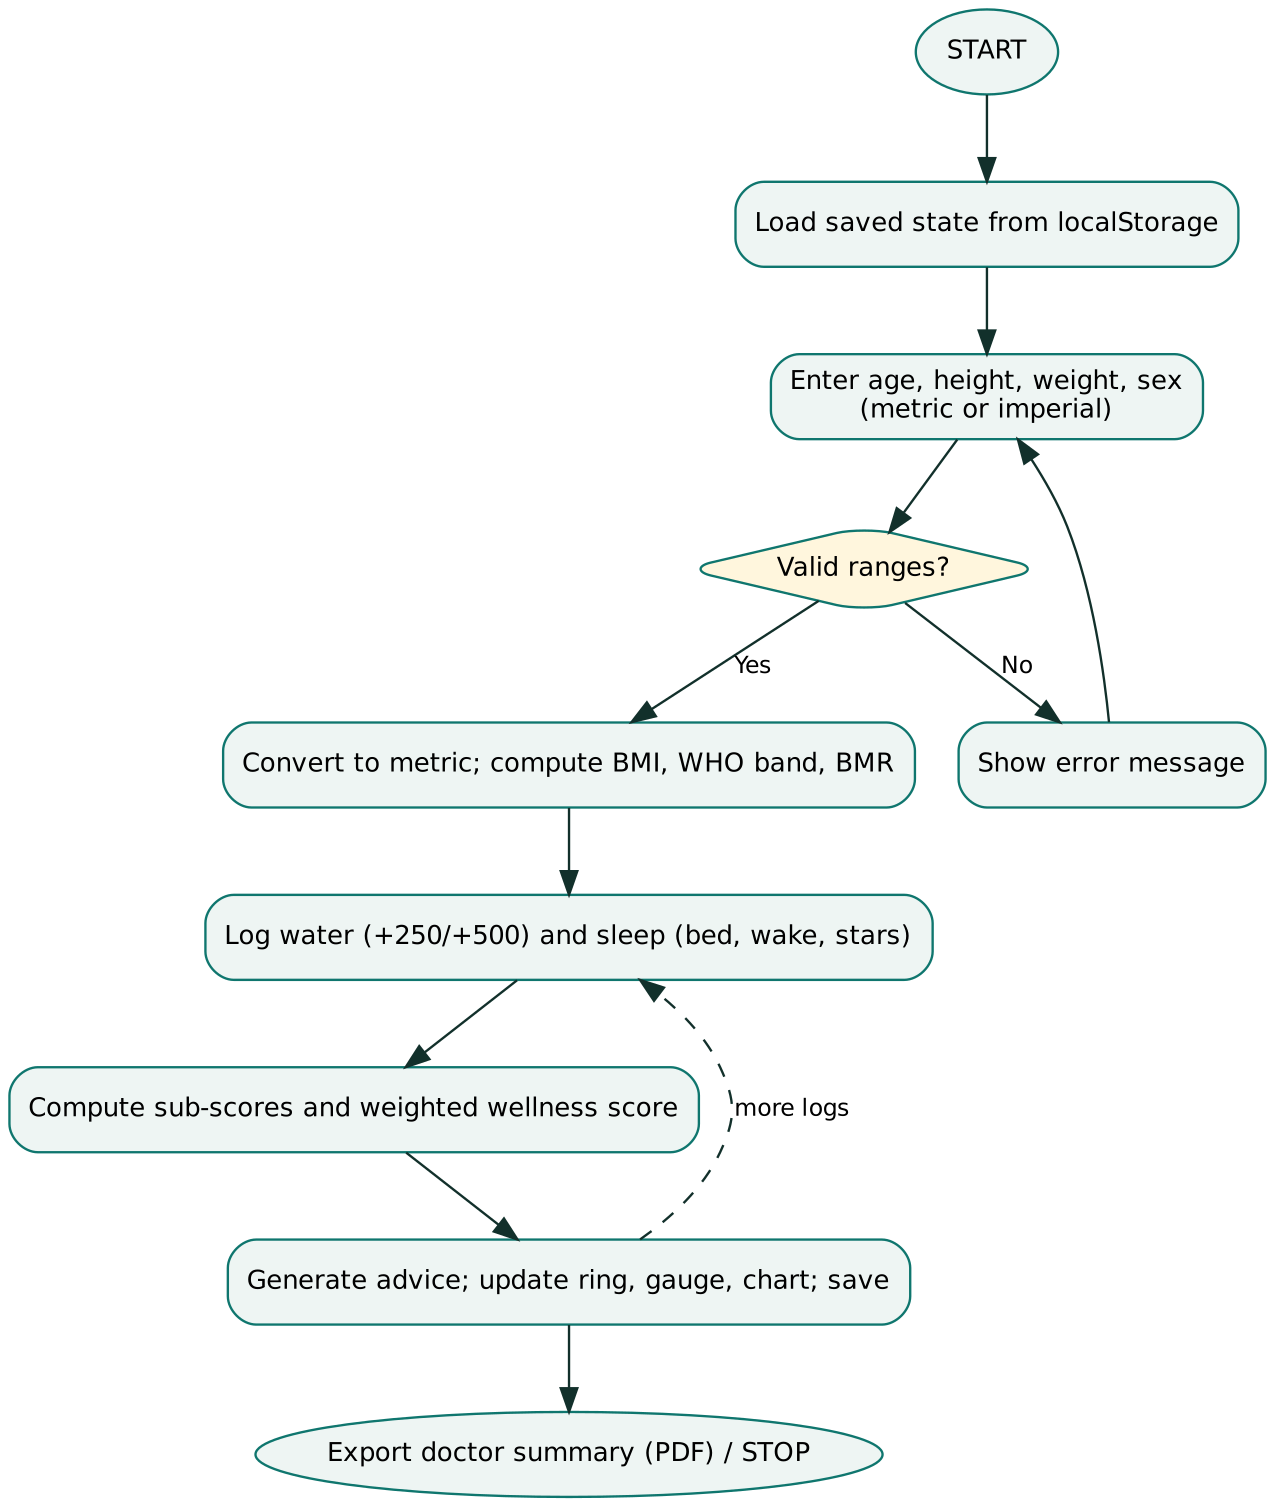 START
Load saved state from localStorage
Enter age, height, weight, sex
(metric or imperial)
Valid ranges?
Yes
No
Convert to metric; compute BMI, WHO band, BMR
Show error message
Log water (+250/+500) and sleep (bed, wake, stars)
Compute sub-scores and weighted wellness score
more logs
Generate advice; update ring, gauge, chart; save
Export doctor summary (PDF) / STOP